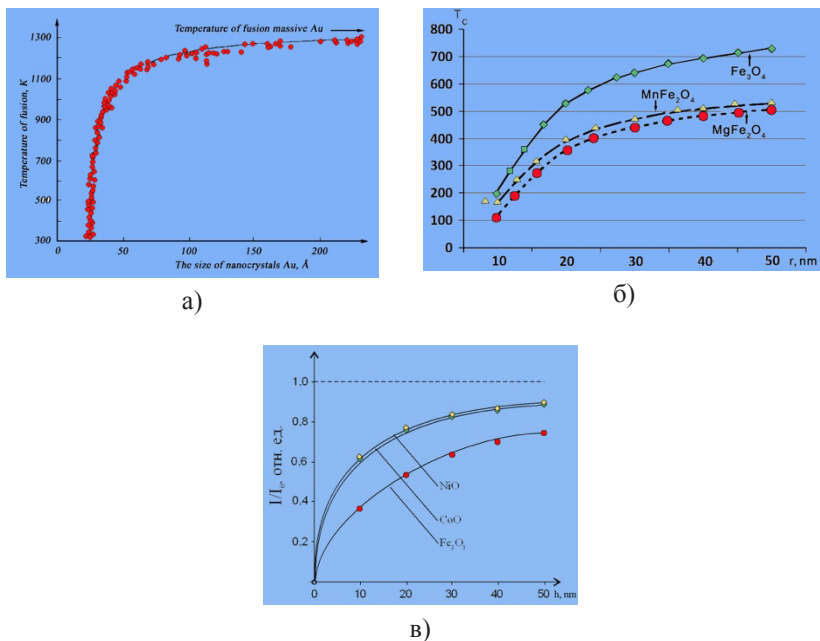 Temperature of fusion massive Au
Temperature of fusion, K
1300
1100
900
700
500
300
50
100
150
200
The size of nanocrystals Au, Å
а)
T_c
800
700
600
500
400
300
200
100
0
Fe₃O₄
MnFe₂O₄
MgFe₂O₄
10 20 30 40 50 r, nm
б)
I/I₀, отн. ед.
1.0
0.8
0.6
0.4
0.2
NiO
CoO
Fe₂O₃
0 10 20 30 40 50 h, nm
в)